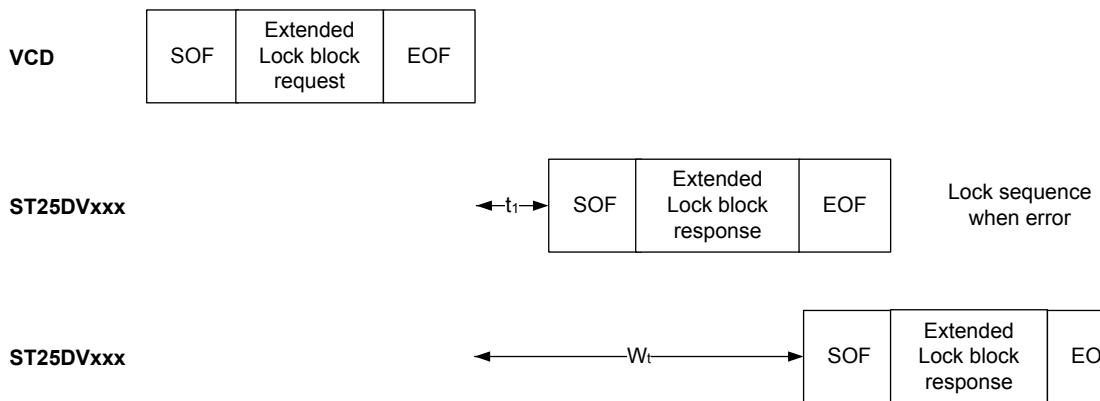 VCD
SOF
Extended
Lock block
request
EOF
ST25DVxxx
t1
SOF
Extended
Lock block
response
EOF
Lock sequence
when error
ST25DVxxx
Wt
SOF
Extended
Lock block
response
EO